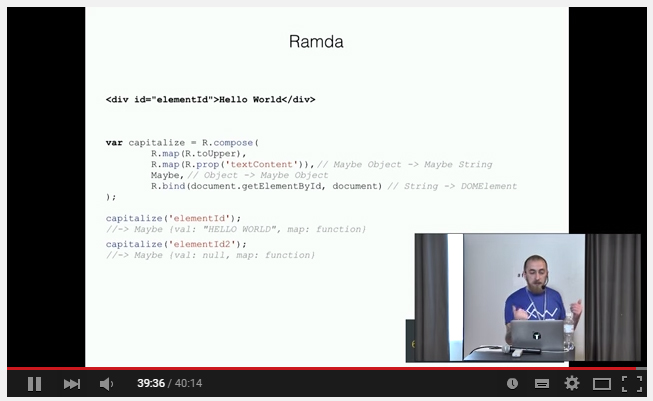 Ramda
<div id="elementId">Hello World</div>
var capitalize = R.compose(
R.map(R.toUpper),
R.map(R.prop('textContent')), // Maybe Object -> Maybe String
Maybe, // Object -> Maybe Object
R.bind(document.getElementById, document) // String -> DOMElement
);
capitalize('elementId');
//-> Maybe {val: "HELLO WORLD", map: function}
capitalize('elementId2');
//-> Maybe {val: null, map: function}
39:36 / 40:14